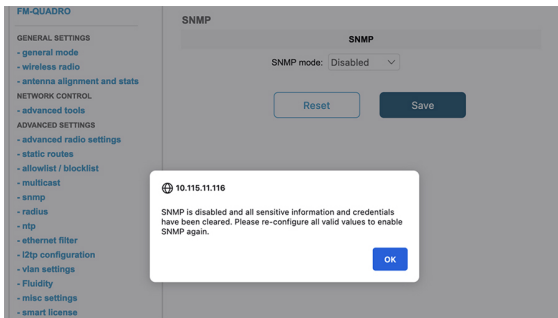 FM-QUADRO
GENERAL SETTINGS
- general mode
- wireless radio
- antenna alignment and stats
NETWORK CONTROL
- advanced tools
ADVANCED SETTINGS
- advanced radio settings
- static routes
- allowlist / blocklist
- multicast
- snmp
- radius
- ntp
- ethernet filter
- l2tp configuration
- vlan settings
- Fluidity
- misc settings
- smart license
SNMP
SNMP
SNMP mode: Disabled
Reset Save
10.115.11.116
SNMP is disabled and all sensitive information and credentials
have been cleared. Please re-configure all valid values to enable
SNMP again.
OK